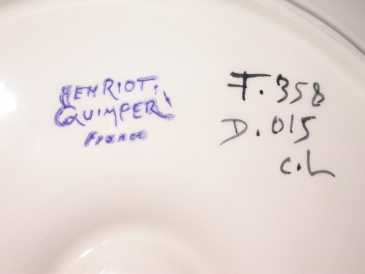 HENRIOT.
QUIMPER
France
F.358
D.015
C.L